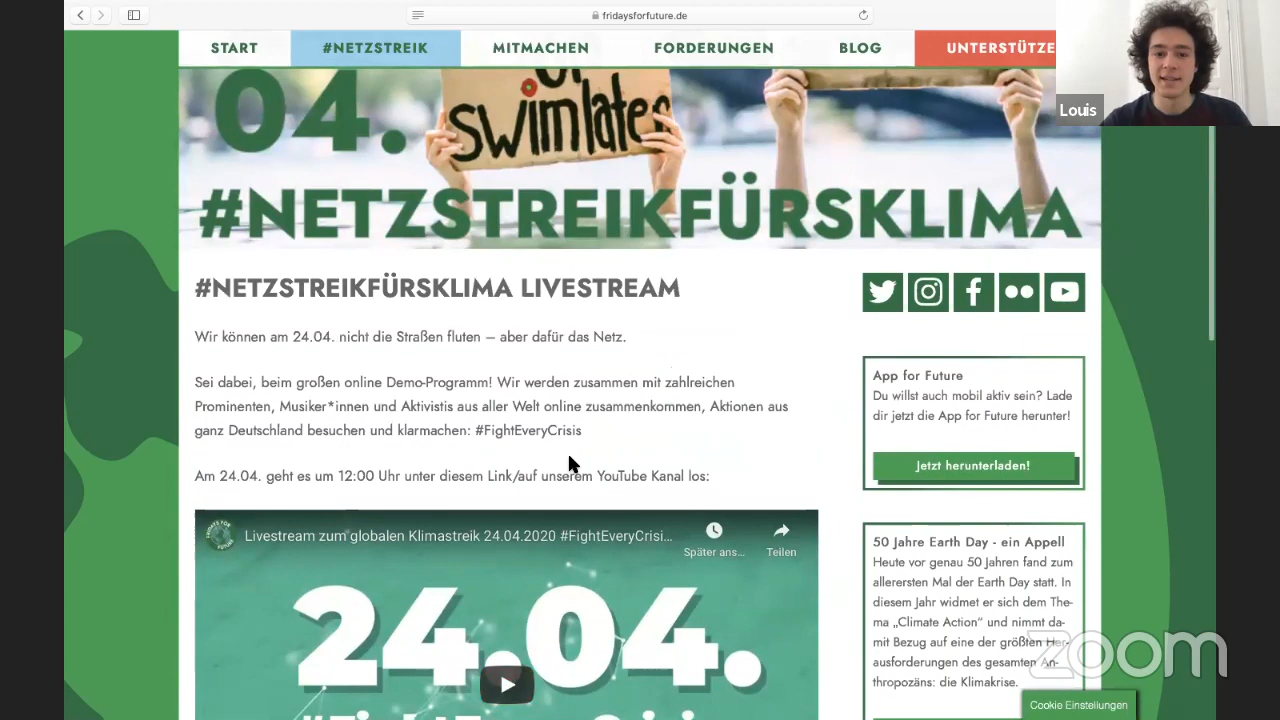 fridaysforfuture.de
START #NETZSTREIK MITMACHEN FORDERUNGEN BLOG UNTERSTÜTZE
Louis
04.
swimlater
#NETZSTREIKFÜRSKLIMA
#NETZSTREIKFÜRSKLIMA LIVESTREAM
Wir können am 24.04. nicht die Straßen fluten – aber dafür das Netz.
Sei dabei, beim großen online Demo-Programm! Wir werden zusammen mit zahlreichen
Prominenten, Musiker*innen und Aktivistis aus aller Welt online zusammenkommen, Aktionen aus
ganz Deutschland besuchen und klarmachen: #FightEveryCrisis
Am 24.04. geht es um 12:00 Uhr unter diesem Link/auf unserem YouTube Kanal los:
FRIDAYS FOR FUTURE
Livestream zum globalen Klimastreik 24.04.2020 #FightEveryCrisi...
Später ans...
Teilen
24.04.
App for Future
Du willst auch mobil aktiv sein? Lade
dir jetzt die App for Future herunter!
Jetzt herunterladen!
50 Jahre Earth Day - ein Appell
Heute vor genau 50 Jahren fand zum
allerersten Mal der Earth Day statt. In
diesem Jahr widmet er sich dem The-
ma „Climate Action“ und nimmt da-
mit Bezug auf eine der größten Her-
ausforderungen des gesamten An-
thropozäns: die Klimakrise.
zoom
Cookie Einstellungen